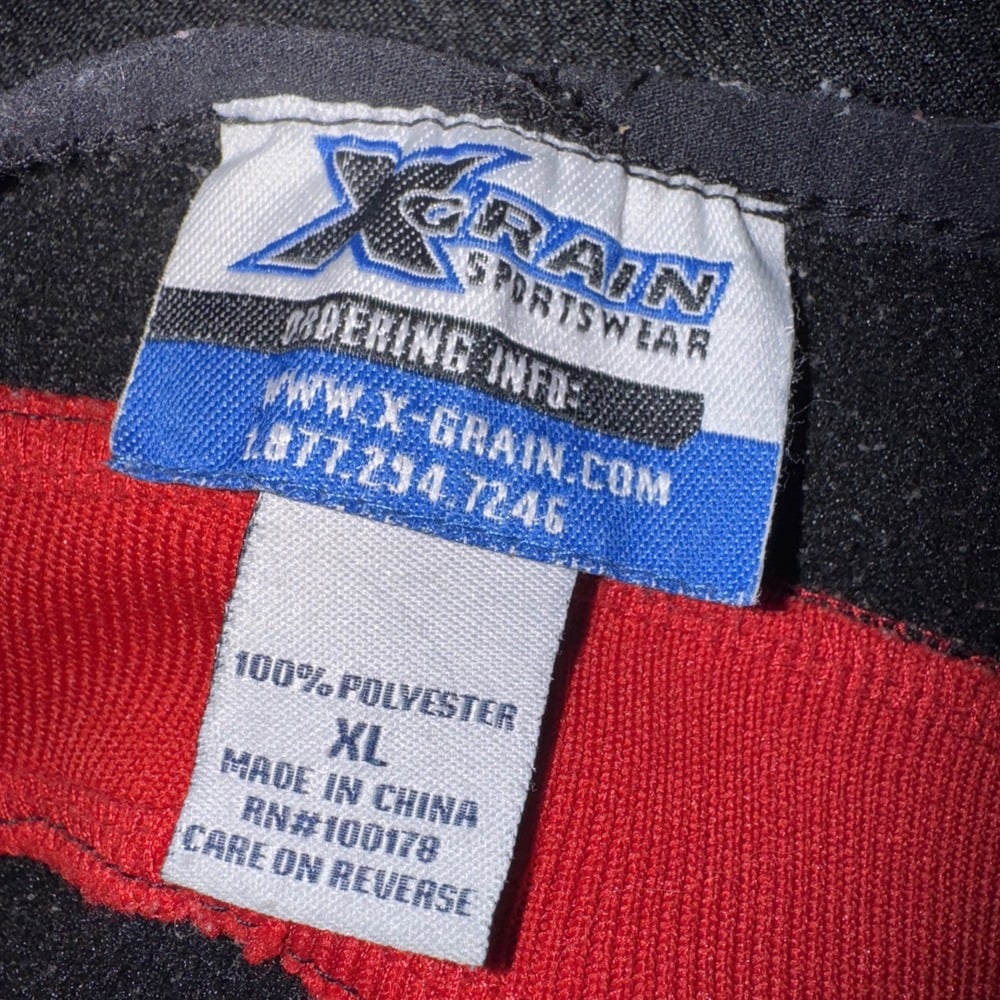 X-GRAIN
SPORTSWEAR
ORDERING INFO:
WWW.X-GRAIN.COM
1.877.294.7246
100% POLYESTER
XL
MADE IN CHINA
RN#100178
CARE ON REVERSE